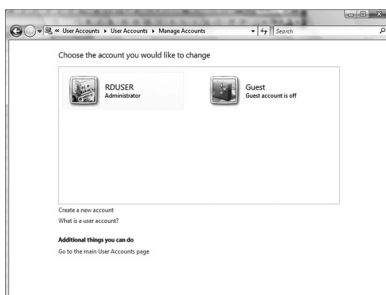 « User Accounts ▸ User Accounts ▸ Manage Accounts
Search
Choose the account you would like to change
RDUSER
Administrator
Guest
Guest account is off
Create a new account
What is a user account?
Additional things you can do
Go to the main User Accounts page